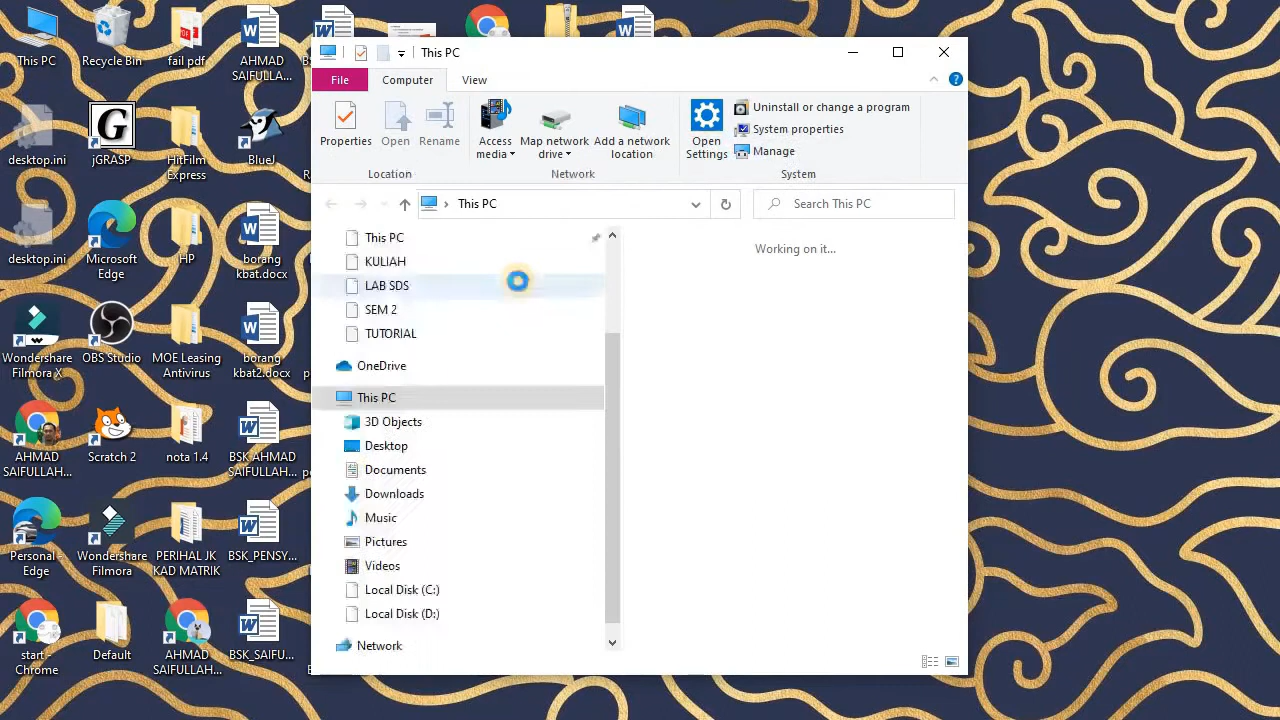 This PC
Recycle Bin
fail pdf
AHMAD
SAIFULLA...
desktop.ini
jGRASP
HitFilm
Express
BlueJ
desktop.ini
Microsoft
Edge
HP
borang
kbat.docx
Wondershare
Filmora X
OBS Studio
MOE Leasing
Antivirus
borang
kbat2.docx
AHMAD
SAIFULLAH...
Scratch 2
nota 1.4
BSK AHMAD
SAIFULLAH...
Personal -
Edge
Wondershare
Filmora
PERIHAL JK
KAD MATRIK
BSK_PENSY...
start -
Chrome
Default
AHMAD
SAIFULLAH...
BSK_SAIFU...
This PC
File
Computer
View
Properties
Open
Rename
Access
media
Map network
drive
Add a network
location
Open
Settings
Uninstall or change a program
System properties
Manage
Location
Network
System
This PC
Search This PC
This PC
KULIAH
LAB SDS
SEM 2
TUTORIAL
OneDrive
This PC
3D Objects
Desktop
Documents
Downloads
Music
Pictures
Videos
Local Disk (C:)
Local Disk (D:)
Network
Working on it...